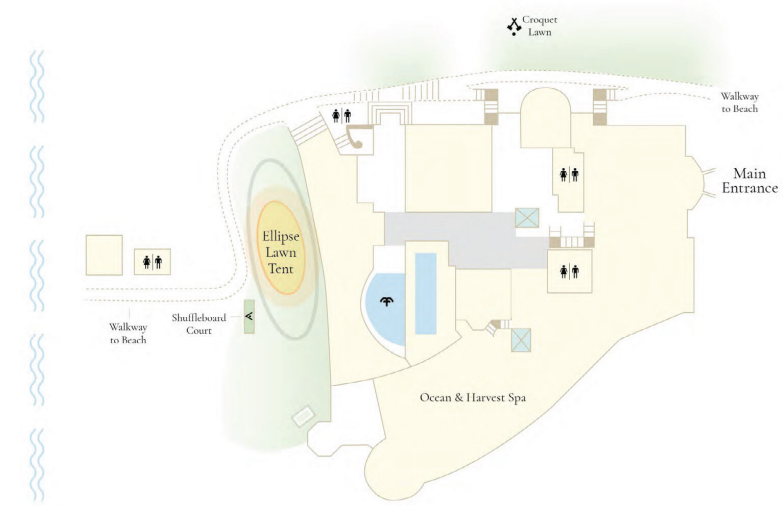 Croquet
Lawn
Walkway
to Beach
Main
Entrance
Ellipse
Lawn
Tent
Shuffleboard
Court
Walkway
to Beach
Ocean & Harvest Spa